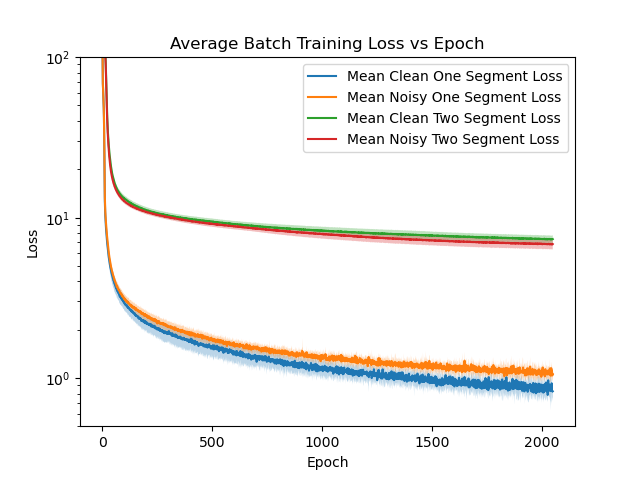 Average Batch Training Loss vs Epoch
Mean Clean One Segment Loss
Mean Noisy One Segment Loss
Mean Clean Two Segment Loss
Mean Noisy Two Segment Loss
Loss
10²
10¹
10⁰
0 500 1000 1500 2000
Epoch